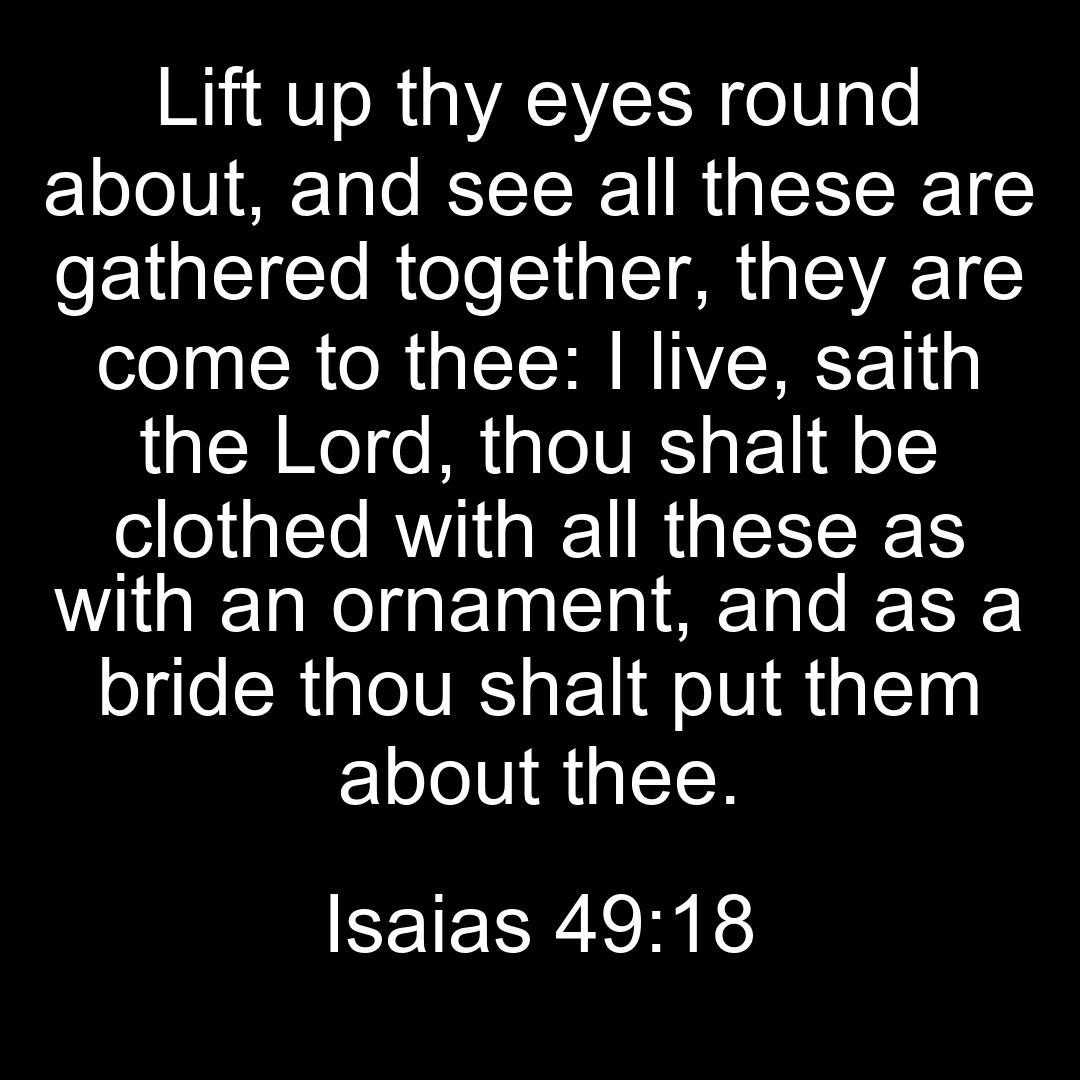 Lift up thy eyes round
about, and see all these are
gathered together, they are
come to thee: I live, saith
the Lord, thou shalt be
clothed with all these as
with an ornament, and as a
bride thou shalt put them
about thee.
Isaias 49:18